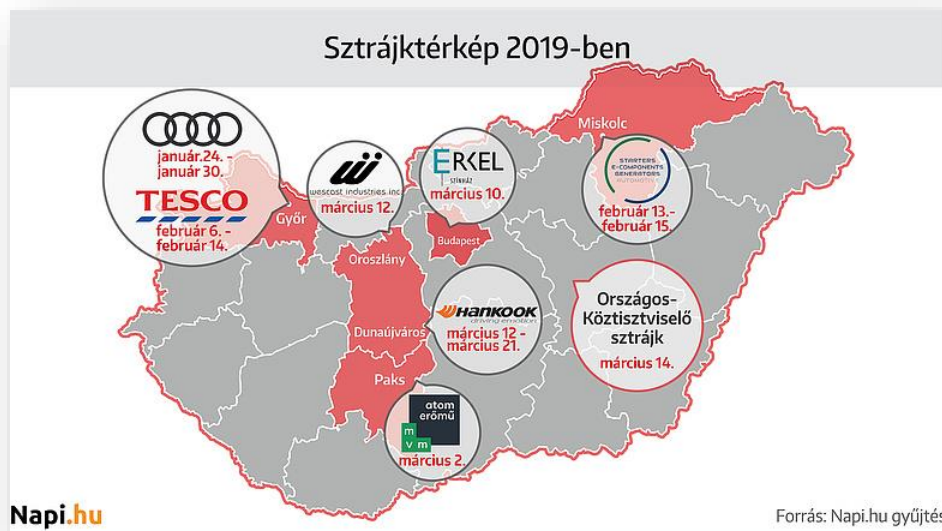 Sztrájktérkép 2019-ben
január.24. -
január 30.
TESCO
február 6. -
február 14.
Győr
wescast industries inc
március 12.
Oroszlány
ERKEL
SZÍNHÁZ
március 10.
Budapest
Miskolc
STARTERS
E-COMPONENTS
GENERATORS
AUTOMOTIVE
február 13.-
február 15.
Dunaújváros
HANKOOK
driving emotion
március 12 -
március 21.
Országos-
Köztisztviselő
sztrájk
március 14.
Paks
atom
erőmű
m
v m
március 2.
Napi.hu
Forrás: Napi.hu gyűjtés